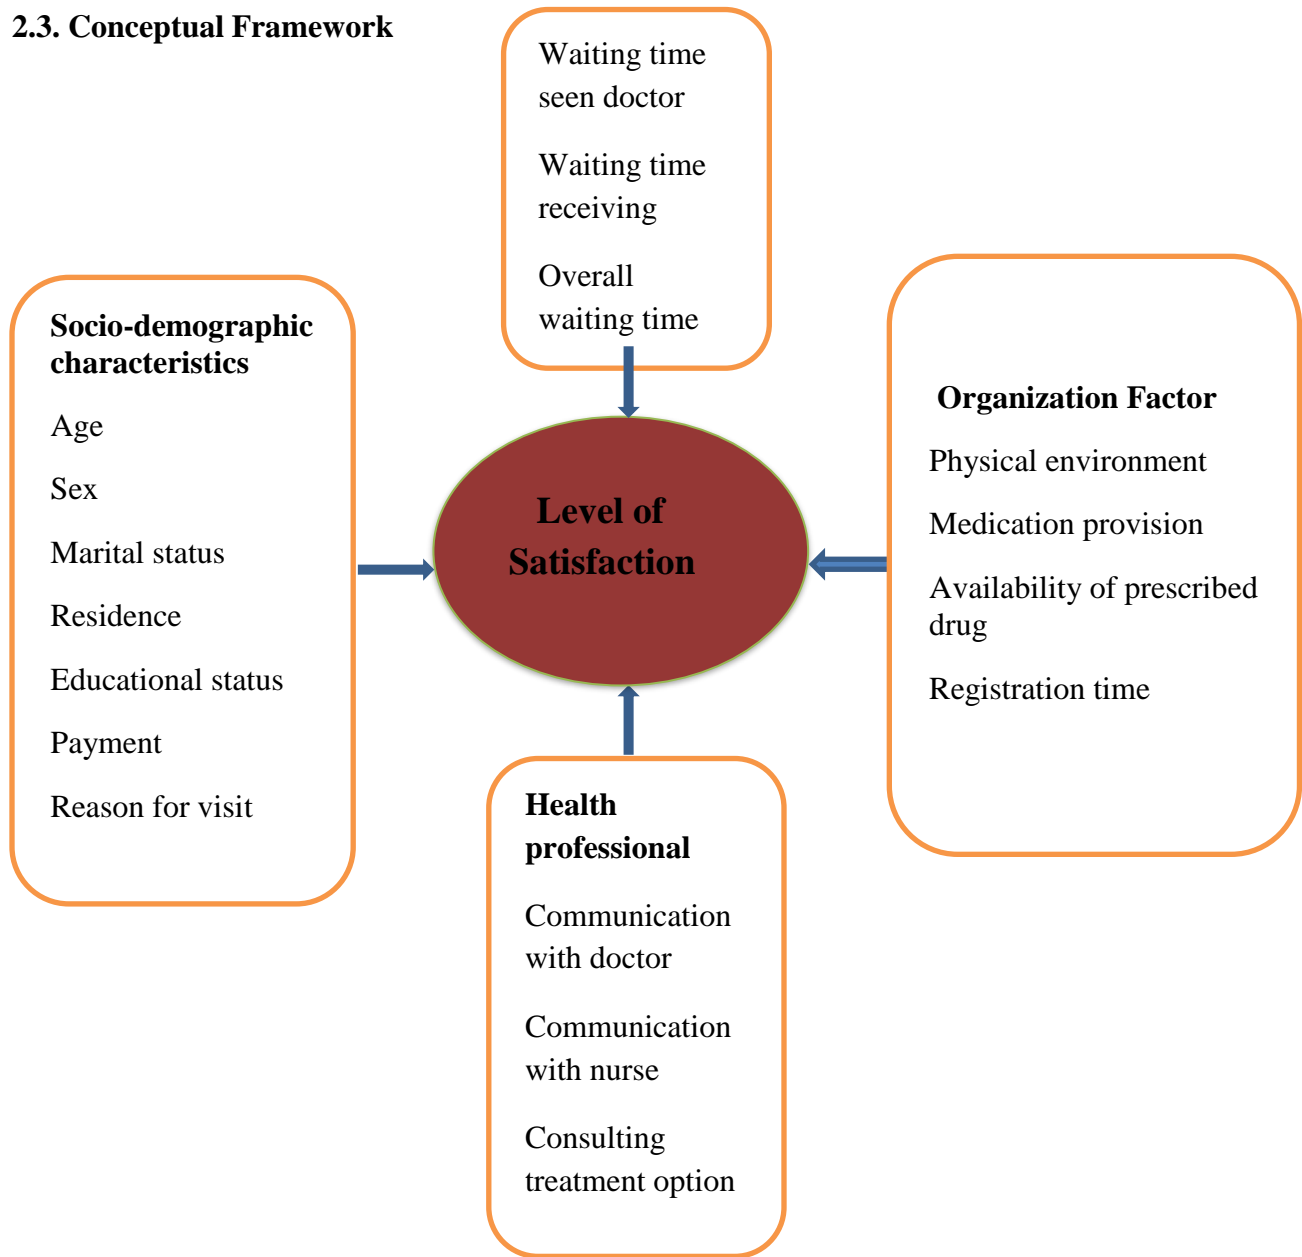 2.3. Conceptual Framework
Waiting time
seen doctor
Waiting time
receiving
Overall
waiting time
Socio-demographic
characteristics
Age
Sex
Marital status
Residence
Educational status
Payment
Reason for visit
Level of
Satisfaction
Organization Factor
Physical environment
Medication provision
Availability of prescribed
drug
Registration time
Health
professional
Communication
with doctor
Communication
with nurse
Consulting
treatment option